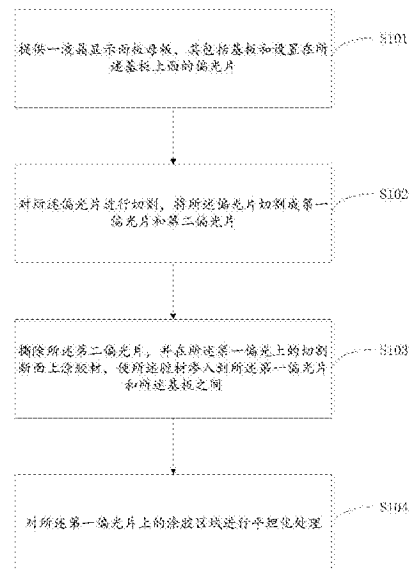 提供一液晶显示面板母板、其包括基板和设置在所
述基板上面的偏光片
S101
对所述偏光片进行切割，将所述偏光片切割成第一
偏光片和第二偏光片
S102
撕除所述第二偏光片，并在所述第一偏光上的切割
断面上涂胶材、使所述胶材渗入到所述第一偏光片
和所述基板之间
S103
对所述第一偏光片上的涂胶区域进行平坦化处理
S104